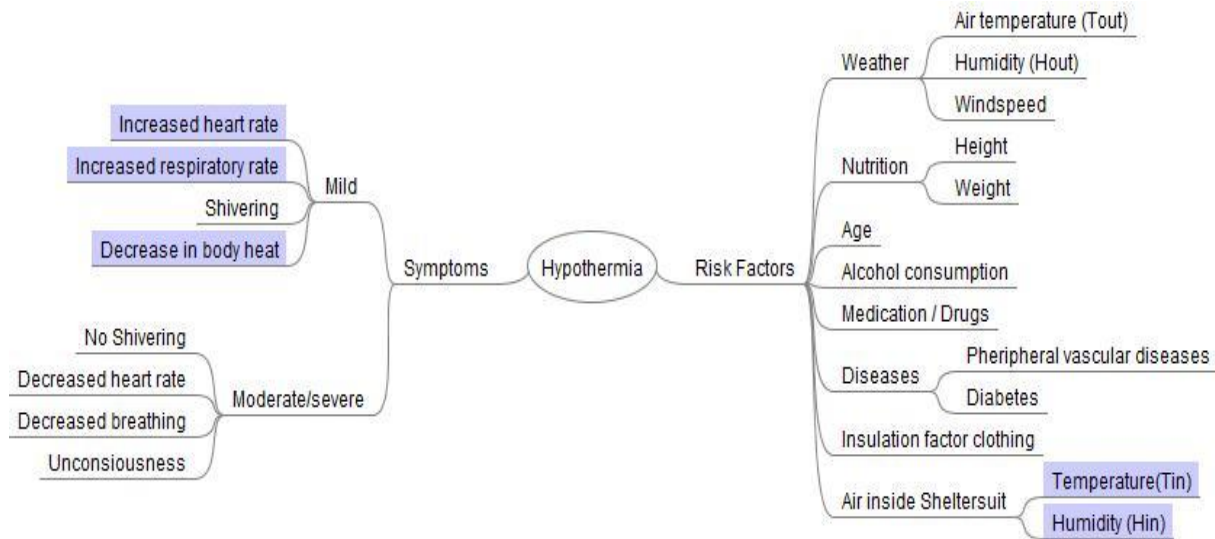 Hypothermia
Symptoms
Mild
Increased heart rate
Increased respiratory rate
Shivering
Decrease in body heat
Moderate/severe
No Shivering
Decreased heart rate
Decreased breathing
Unconsiousness
Risk Factors
Weather
Air temperature (Tout)
Humidity (Hout)
Windspeed
Nutrition
Height
Weight
Age
Alcohol consumption
Medication / Drugs
Diseases
Pheripheral vascular diseases
Diabetes
Insulation factor clothing
Air inside Sheltersuit
Temperature(Tin)
Humidity (Hin)